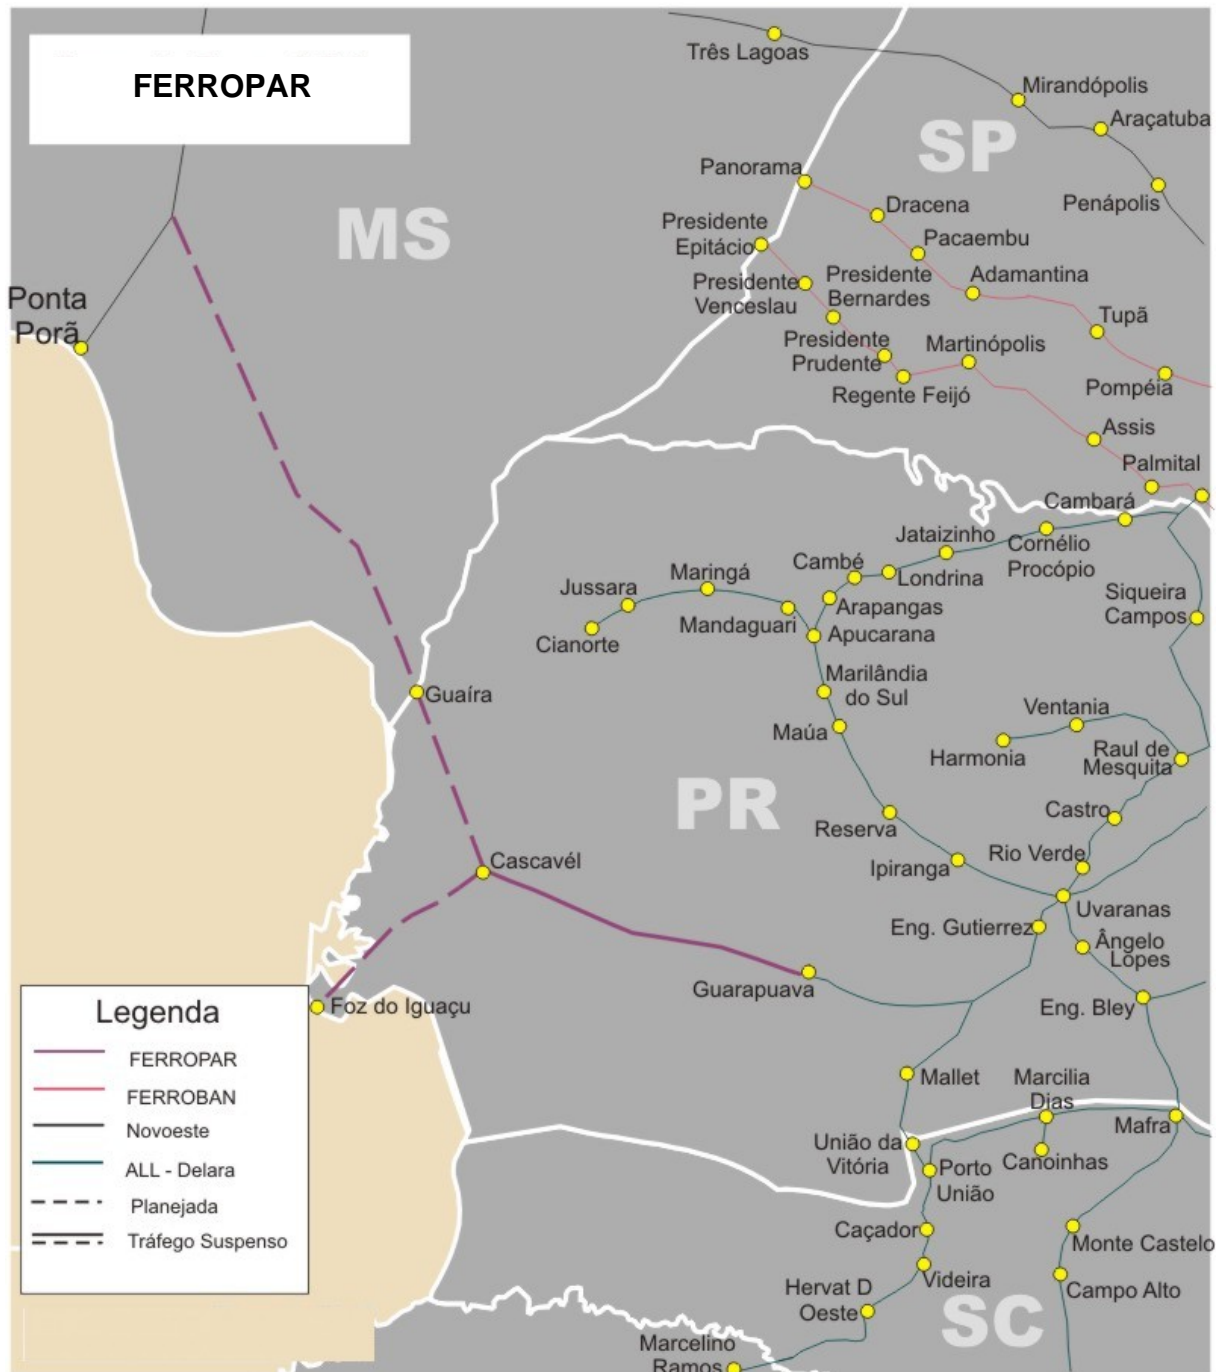 FERROPAR
Três Lagoas
Mirandópolis
Araçatuba
SP
Penápolis
Panorama
Dracena
MS
Presidente
Epitácio
Pacaembu
Presidente
Venceslau
Presidente
Bernardes
Adamantina
Ponta
Porã
Tupã
Presidente
Prudente
Martinópolis
Regente Feijó
Pompéia
Assis
Palmital
Cambará
Jataizinho
Cornélio
Procópio
Cambé
Londrina
Maringá
Jussara
Arapangas
Siqueira
Campos
Mandaguari
Apucarana
Cianorte
Marilândia
do Sul
Guaíra
Ventania
Maúa
Harmonia
Raul de
Mesquita
PR
Castro
Reserva
Rio Verde
Cascavél
Ipiranga
Uvaranas
Eng. Gutierrez
Ângelo
Lopes
Guarapuava
Foz do Iguaçu
Eng. Bley
Legenda
FERROPAR
FERROBAN
Novoeste
ALL - Delara
Planejada
Tráfego Suspenso
Mallet
Marcilia
Dias
Mafra
União da
Vitória
Canoinhas
Porto
União
Caçador
Monte Castelo
Videira
Campo Alto
Hervat D
Oeste
SC
Marcelino
Ramos